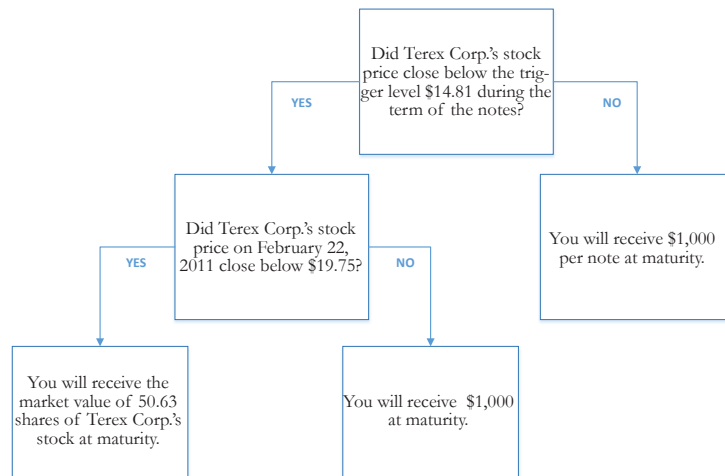 Did Terex Corp.'s stock
price close below the trig-
ger level $14.81 during the
term of the notes?
YES
NO
Did Terex Corp.'s stock
price on February 22,
2011 close below $19.75?
You will receive $1,000
per note at maturity.
YES
NO
You will receive the
market value of 50.63
shares of Terex Corp.'s
stock at maturity.
You will receive  $1,000
at maturity.